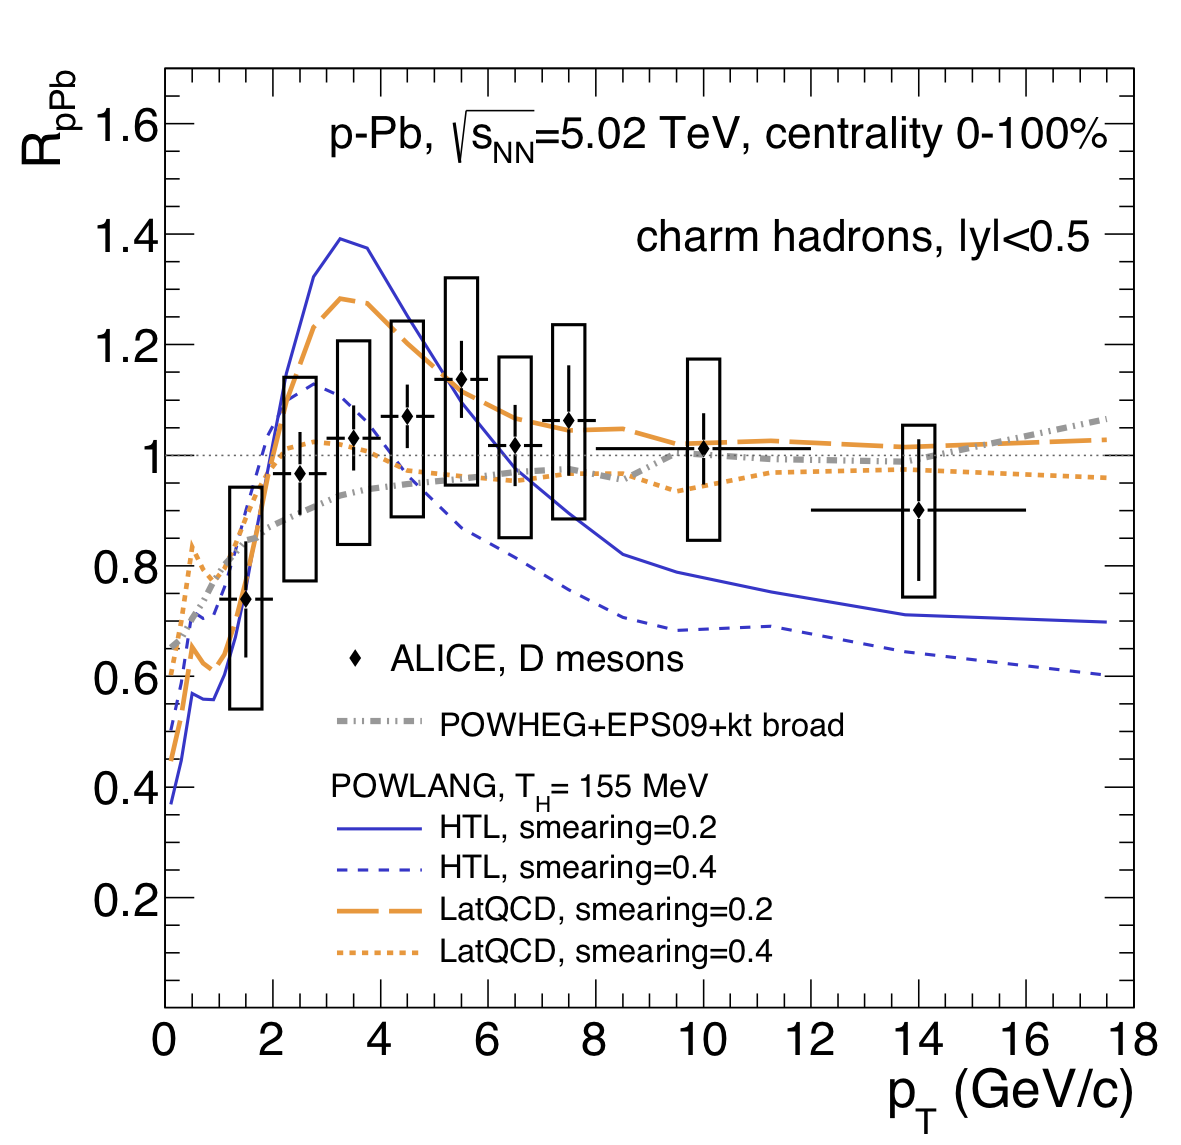 R_pPb
1.6
1.4
1.2
1
0.8
0.6
0.4
0.2
p-Pb, √s_NN=5.02 TeV, centrality 0-100%
charm hadrons, lyl<0.5
ALICE, D mesons
POWHEG+EPS09+kt broad
POWLANG, T_H= 155 MeV
HTL, smearing=0.2
HTL, smearing=0.4
LatQCD, smearing=0.2
LatQCD, smearing=0.4
0 2 4 6 8 10 12 14 16 18
p_T (GeV/c)